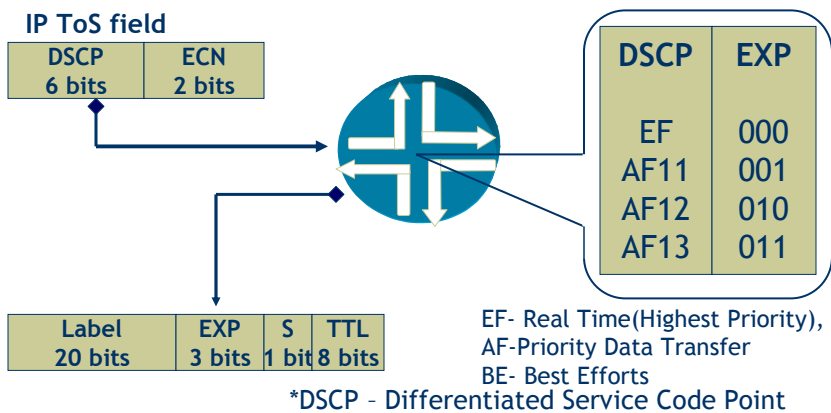 IP ToS field
DSCP ECN
6 bits 2 bits
DSCP EXP
EF 000
AF11 001
AF12 010
AF13 011
Label EXP S TTL
20 bits 3 bits 1 bit 8 bits
EF- Real Time(Highest Priority),
AF-Priority Data Transfer
BE- Best Efforts
*DSCP – Differentiated Service Code Point